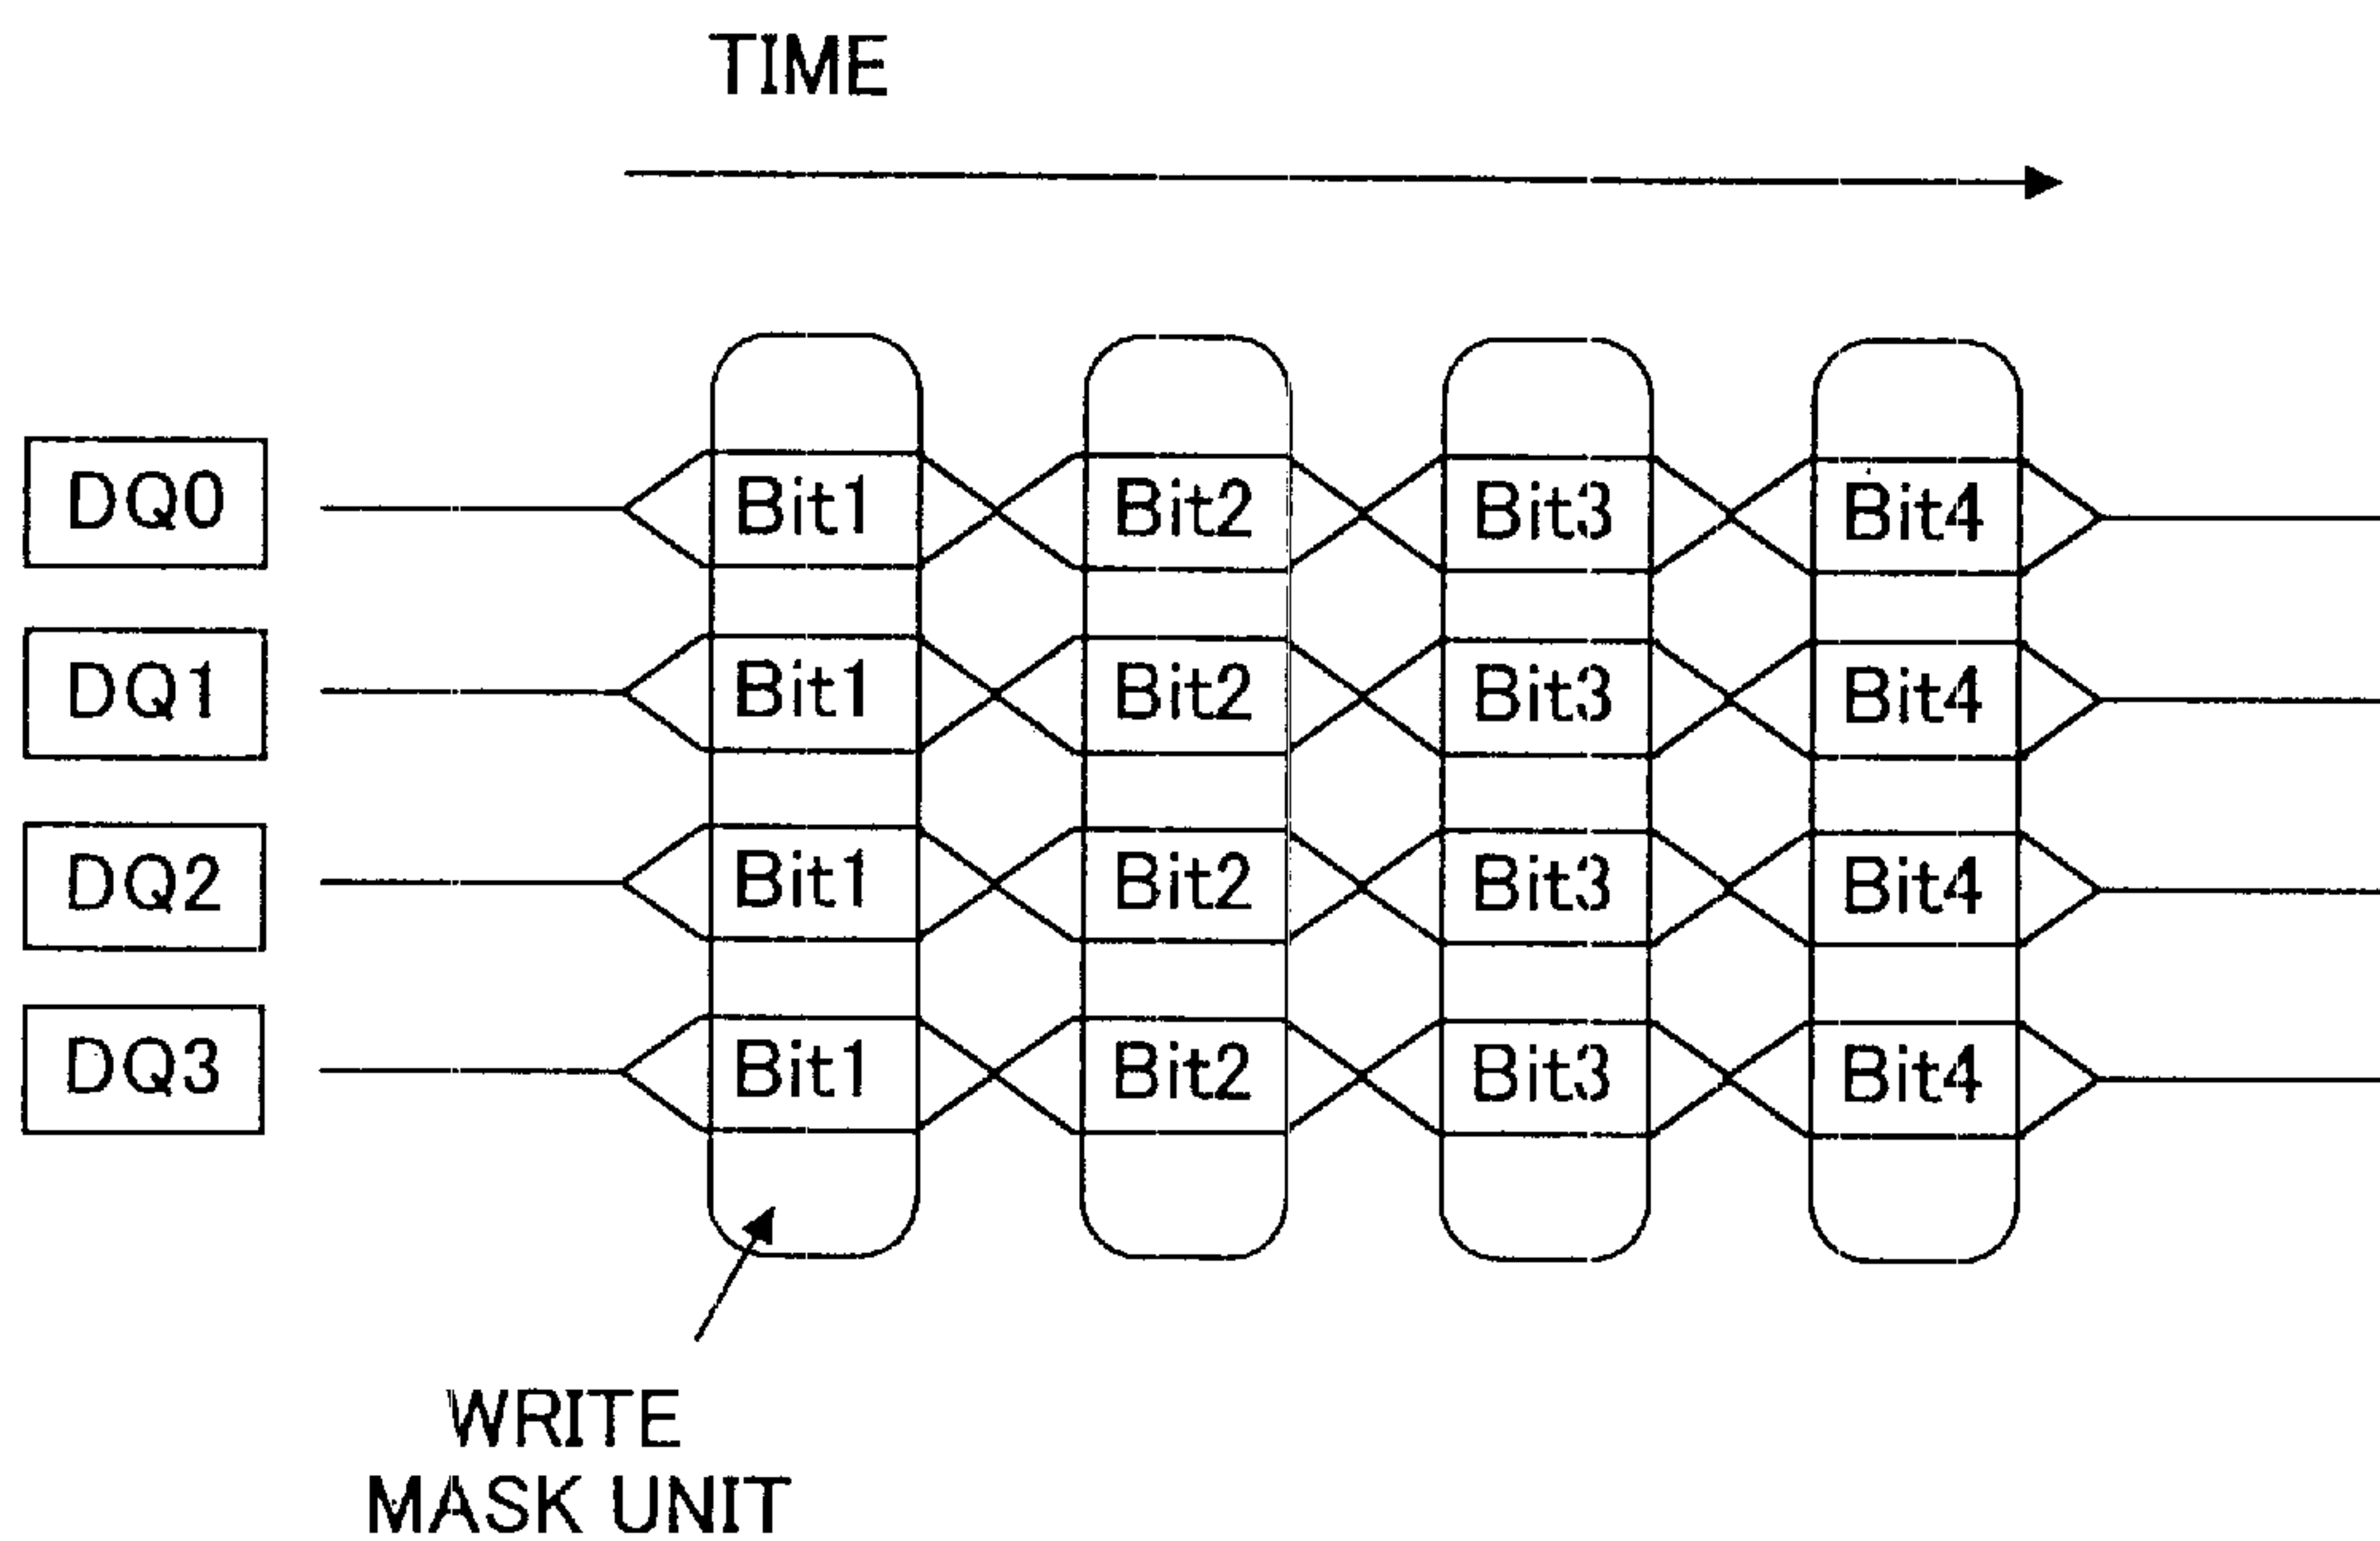 TIME
DQ0 Bit1 Bit2 Bit3 Bit4
DQ1 Bit1 Bit2 Bit3 Bit4
DQ2 Bit1 Bit2 Bit3 Bit4
DQ3 Bit1 Bit2 Bit3 Bit4
WRITE
MASK UNIT